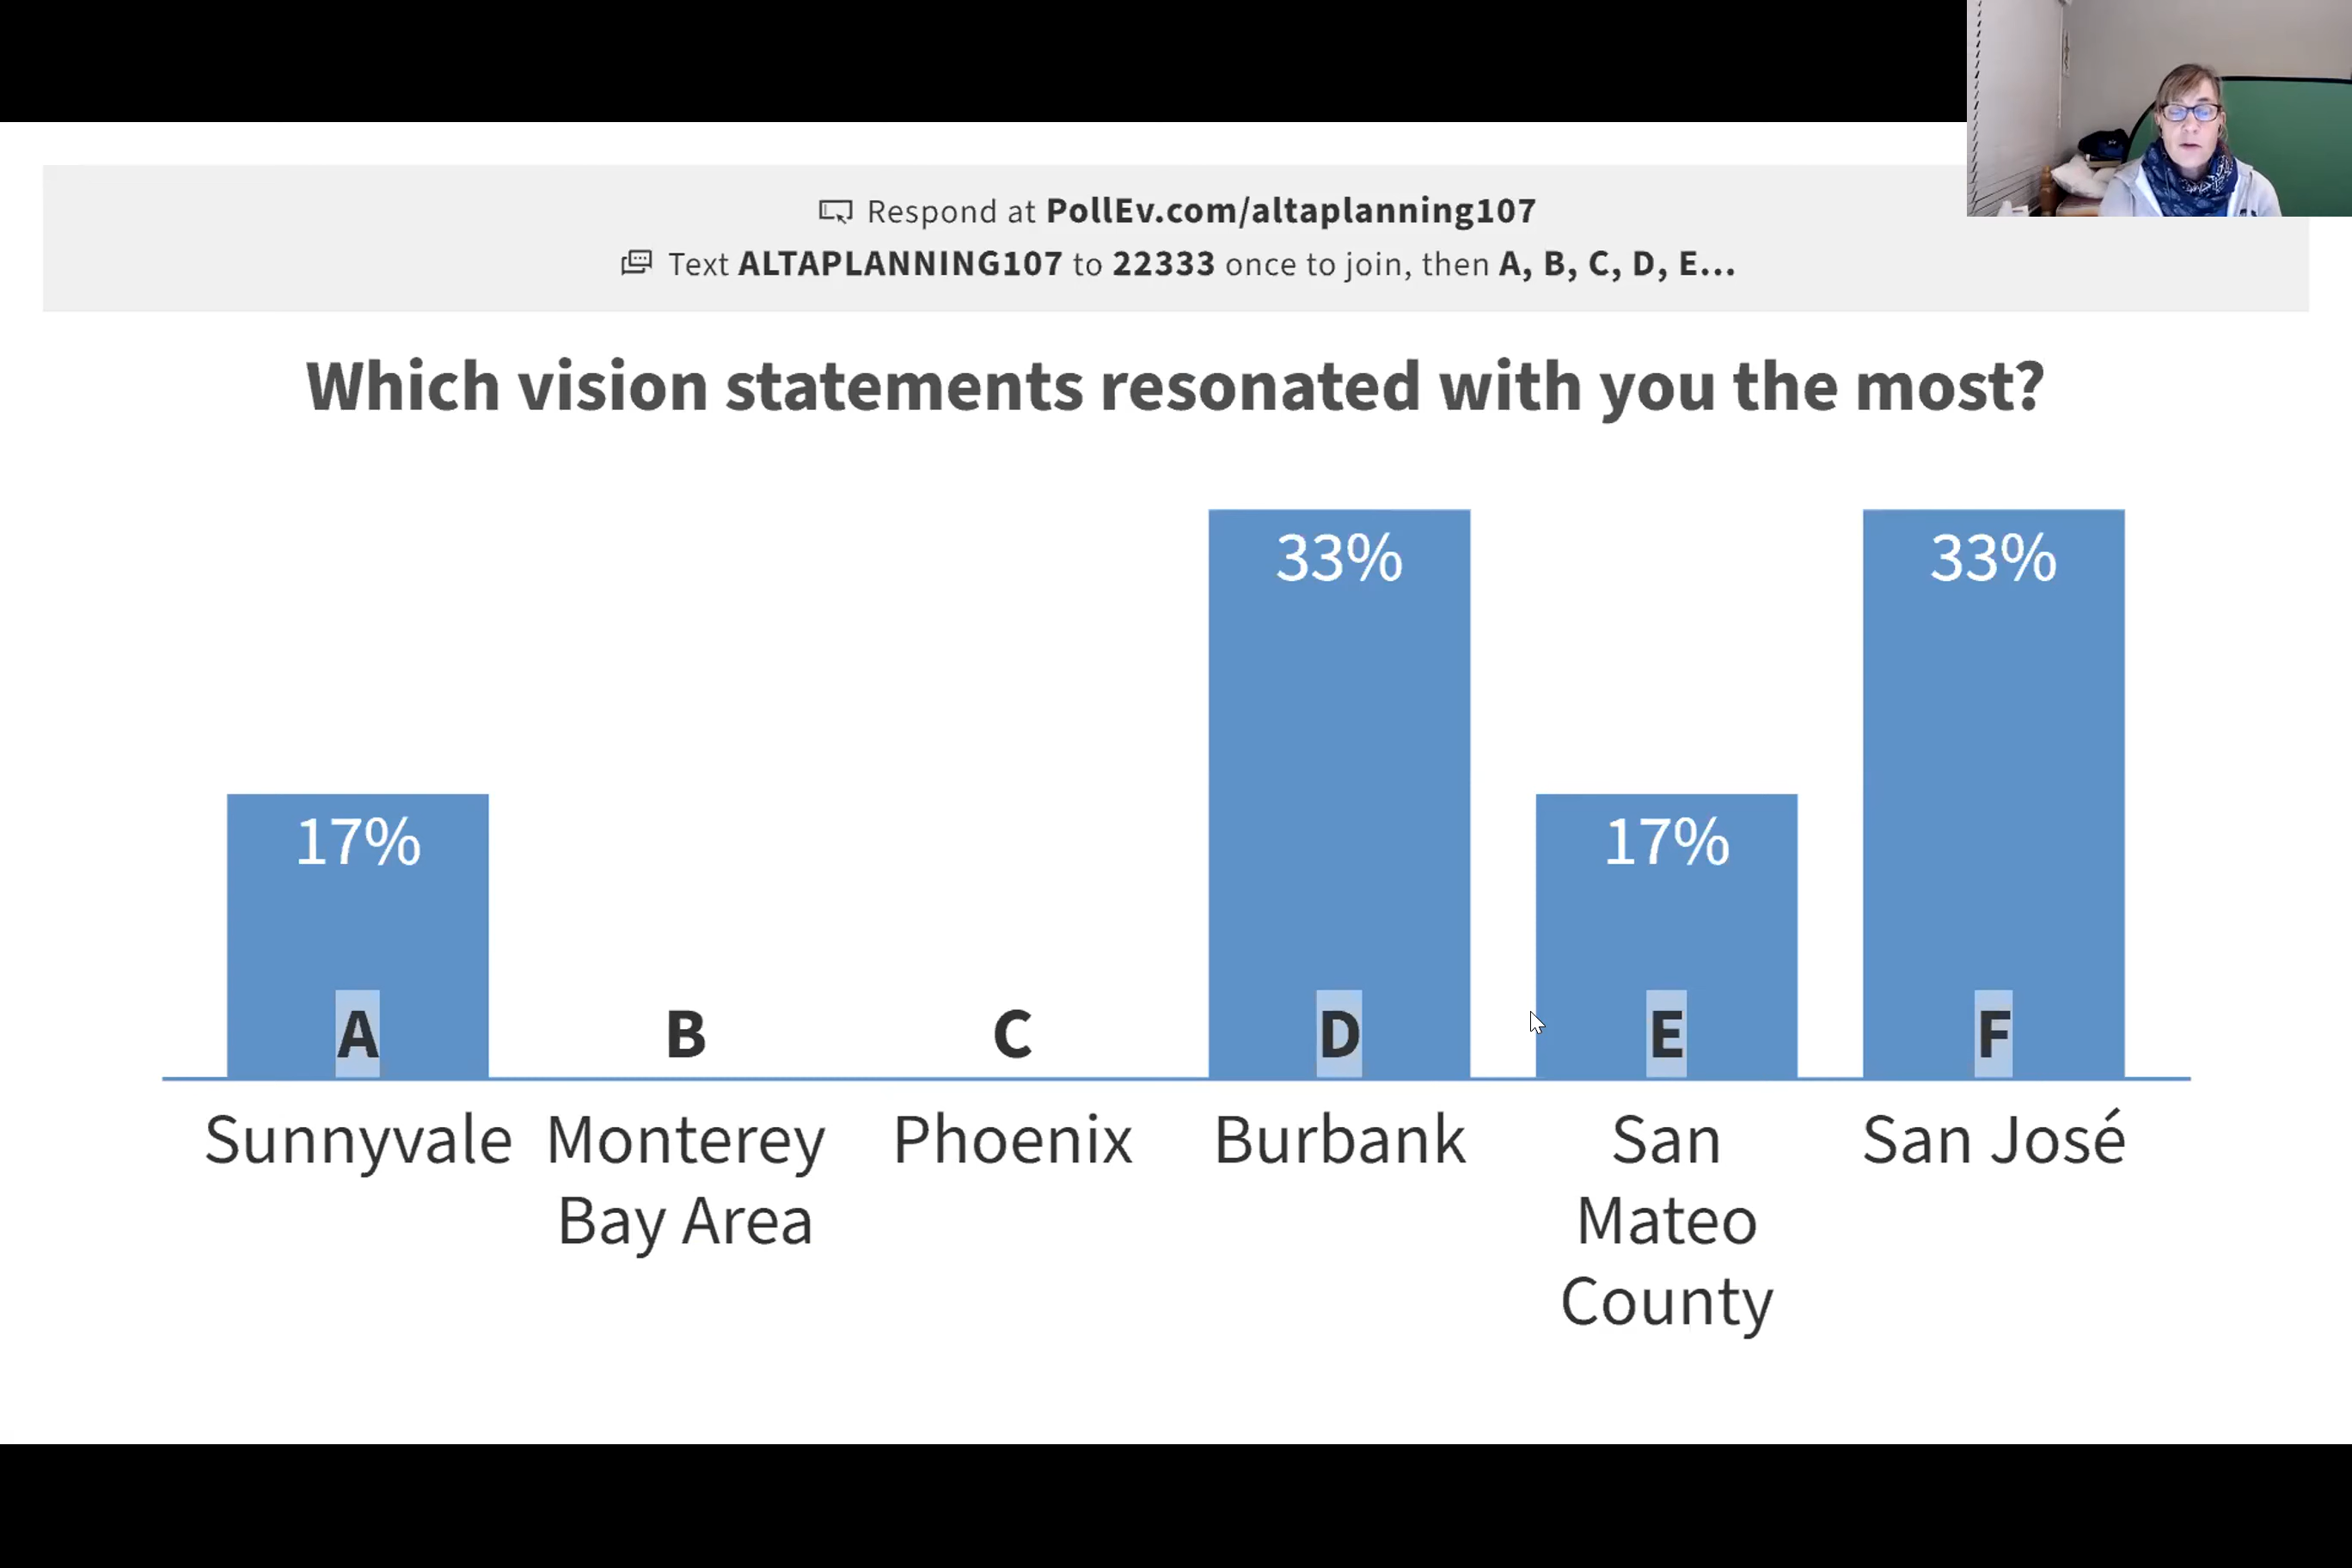 Respond at PollEv.com/altaplanning107
Text ALTAPLANNING107 to 22333 once to join, then A, B, C, D, E...
Which vision statements resonated with you the most?
33%
33%
17%
17%
A
B
C
D
E
F
Sunnyvale
Monterey
Bay Area
Phoenix
Burbank
San
Mateo
County
San José